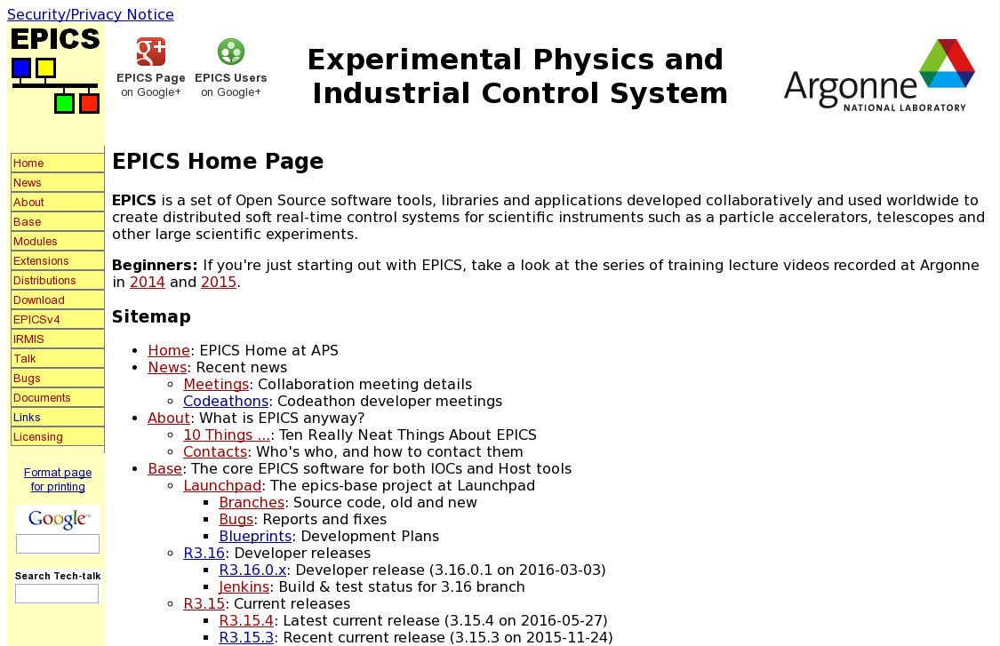 Security/Privacy Notice
EPICS
EPICS Page
on Google+
EPICS Users
on Google+
Experimental Physics and
Industrial Control System
Argonne
NATIONAL LABORATORY
Home
News
About
Base
Modules
Extensions
Distributions
Download
EPICSv4
IRMIS
Talk
Bugs
Documents
Links
Licensing
Format page
for printing
Google™
Search Tech-talk
EPICS Home Page
EPICS is a set of Open Source software tools, libraries and applications developed collaboratively and used worldwide to
create distributed soft real-time control systems for scientific instruments such as a particle accelerators, telescopes and
other large scientific experiments.
Beginners: If you're just starting out with EPICS, take a look at the series of training lecture videos recorded at Argonne
in 2014 and 2015.
Sitemap
• Home: EPICS Home at APS
• News: Recent news
◦ Meetings: Collaboration meeting details
◦ Codeathons: Codeathon developer meetings
• About: What is EPICS anyway?
◦ 10 Things ...: Ten Really Neat Things About EPICS
◦ Contacts: Who's who, and how to contact them
• Base: The core EPICS software for both IOCs and Host tools
◦ Launchpad: The epics-base project at Launchpad
▪ Branches: Source code, old and new
▪ Bugs: Reports and fixes
▪ Blueprints: Development Plans
◦ R3.16: Developer releases
▪ R3.16.0.x: Developer release (3.16.0.1 on 2016-03-03)
▪ Jenkins: Build & test status for 3.16 branch
◦ R3.15: Current releases
▪ R3.15.4: Latest current release (3.15.4 on 2016-05-27)
▪ R3.15.3: Recent current release (3.15.3 on 2015-11-24)